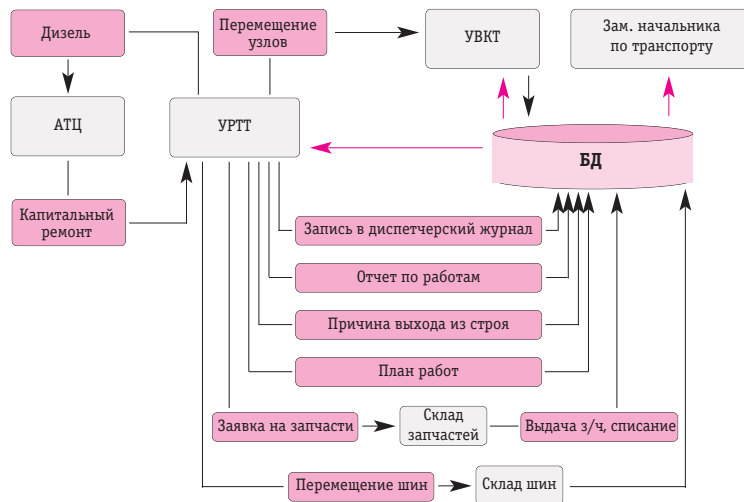 Дизель
Перемещение
узлов
УВКТ
Зам. начальника
по транспорту
АТЦ
УРТТ
БД
Капитальный
ремонт
Запись в диспетчерский журнал
Отчет по работам
Причина выхода из строя
План работ
Заявка на запчасти
Склад
запчастей
Выдача з/ч, списание
Перемещение шин
Склад шин